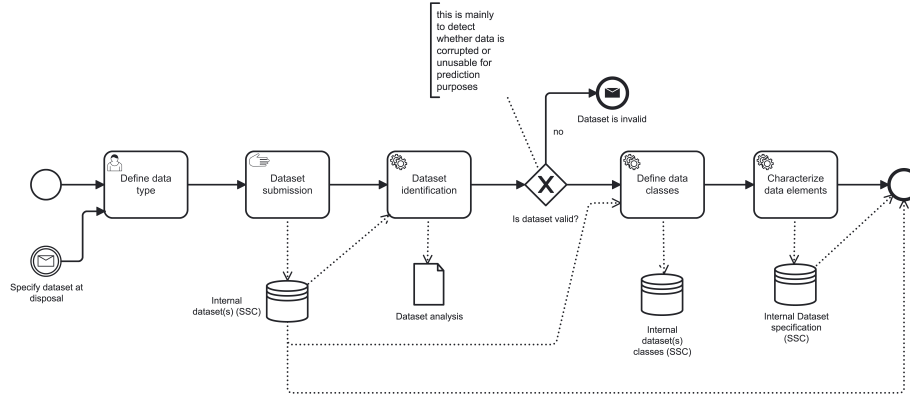 this is mainly
to detect
whether data is
corrupted or
unusable for
prediction
purposes
Dataset is invalid
no
Define data
type
Dataset
submission
Dataset
identification
Define data
classes
Characterize
data elements
Is dataset valid?
Specify dataset at
disposal
Internal
dataset(s) (SSC)
Dataset analysis
Internal
dataset(s)
classes (SSC)
Internal Dataset
specification
(SSC)